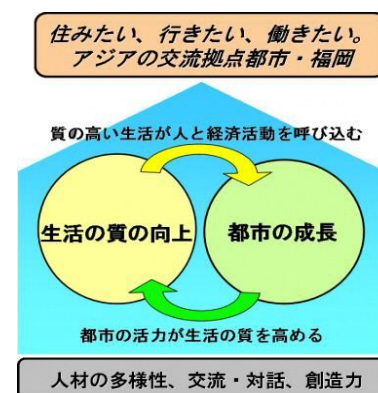 住みたい、行きたい、働きたい。
アジアの交流拠点都市・福岡
質の高い生活が人と経済活動を呼び込む
生活の質の向上
都市の成長
都市の活力が生活の質を高める
人材の多様性、交流・対話、創造力